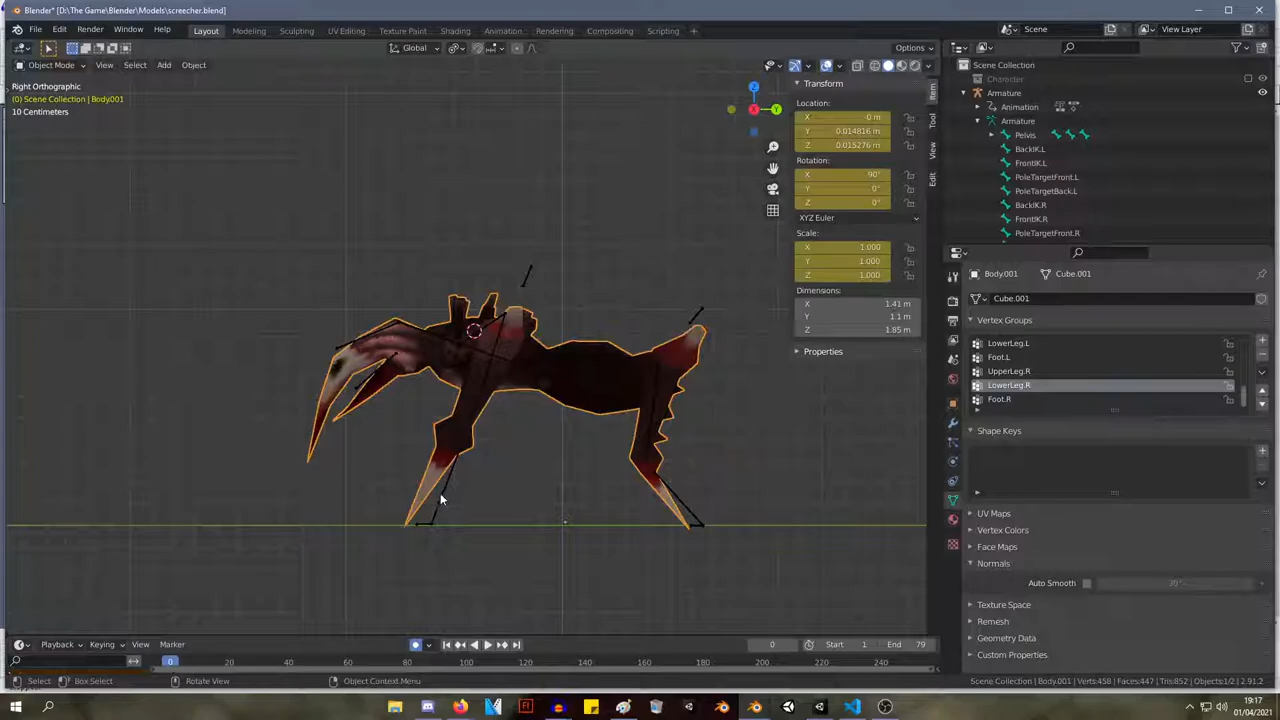 Blender* [D:\The Game\Blender\Models\screecher.blend]
File Edit Render Window Help Layout Modeling Sculpting UV Editing Texture Paint Shading Animation Rendering Compositing Scripting + Scene View Layer
Global Options
Object Mode View Select Add Object
Right Orthographic
(0) Scene Collection | Body.001
10 Centimeters
Z
Y
X
Transform
Location:
X -0 m
Y 0.014816 m
Z 0.015276 m
Rotation:
X 90°
Y 0°
Z 0°
XYZ Euler
Scale:
X 1.000
Y 1.000
Z 1.000
Dimensions:
X 1.41 m
Y 1.1 m
Z 1.85 m
Properties
Item
Tool
View
Edit
Scene Collection
Character
Armature
Animation
Armature
Pelvis
BackIK.L
FrontIK.L
PoleTargetFront.L
PoleTargetBack.L
BackIK.R
FrontIK.R
PoleTargetFront.R
Body.001 Cube.001
Cube.001
Vertex Groups
LowerLeg.L
Foot.L
UpperLeg.R
LowerLeg.R
Foot.R
Shape Keys
UV Maps
Vertex Colors
Face Maps
Normals
Auto Smooth 30°
Texture Space
Remesh
Geometry Data
Custom Properties
Playback Keying View Marker 0 Start 1 End 79
0 20 40 60 80 100 120 140 160 180 200 220 240
Select Box Select Rotate View Object Context Menu Scene Collection | Body.001 | Verts:458 | Faces:447 | Tris:852 | Objects:1/2 | 2.91.2
19:17
01/04/2021